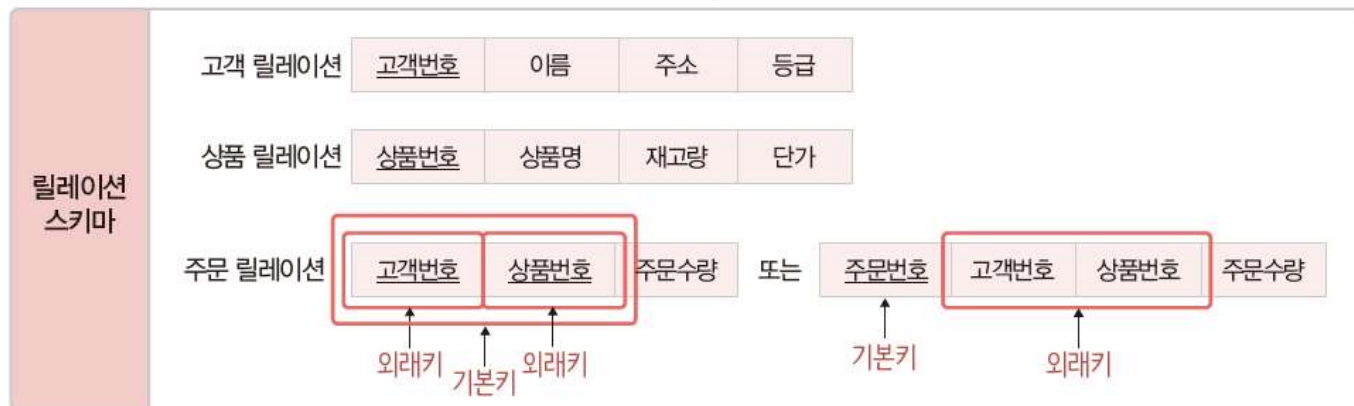 릴레이션
스키마
고객 릴레이션 고객번호 이름 주소 등급
상품 릴레이션 상품번호 상품명 재고량 단가
주문 릴레이션 고객번호 상품번호 주문수량 또는 주문번호 고객번호 상품번호 주문수량
외래키 기본키 외래키 기본키 외래키